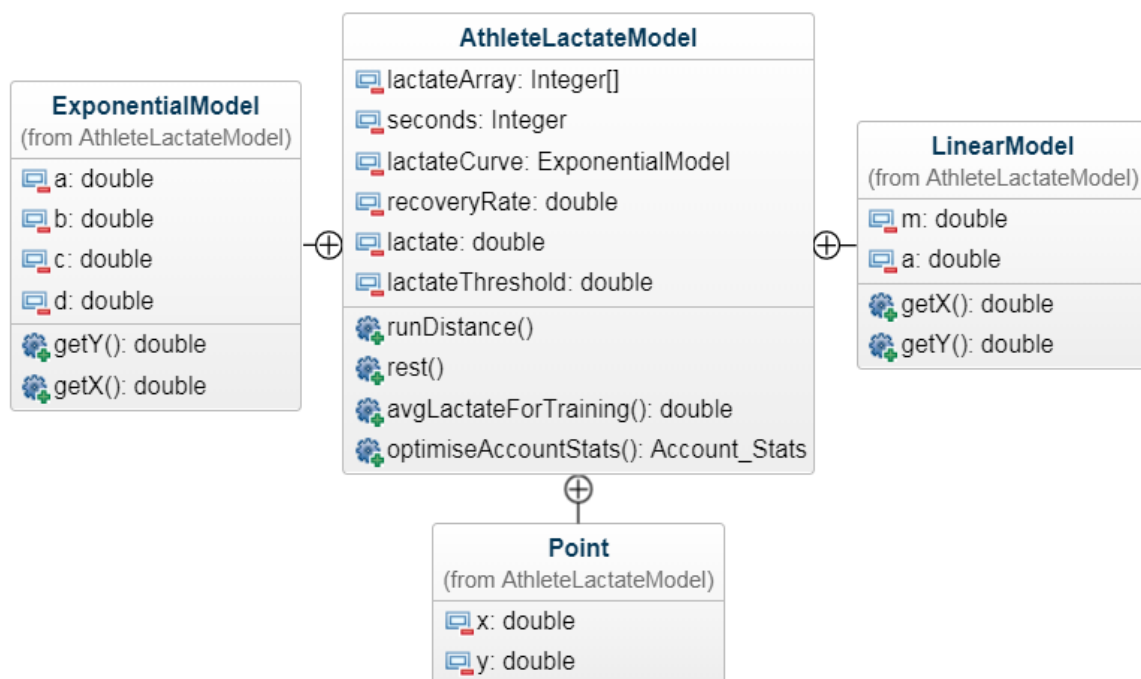 AthleteLactateModel
lactateArray: Integer[]
seconds: Integer
lactateCurve: ExponentialModel
recoveryRate: double
lactate: double
lactateThreshold: double
runDistance()
rest()
avgLactateForTraining(): double
optimiseAccountStats(): Account_Stats
ExponentialModel
(from AthleteLactateModel)
a: double
b: double
c: double
d: double
getY(): double
getX(): double
LinearModel
(from AthleteLactateModel)
m: double
a: double
getX(): double
getY(): double
Point
(from AthleteLactateModel)
x: double
y: double